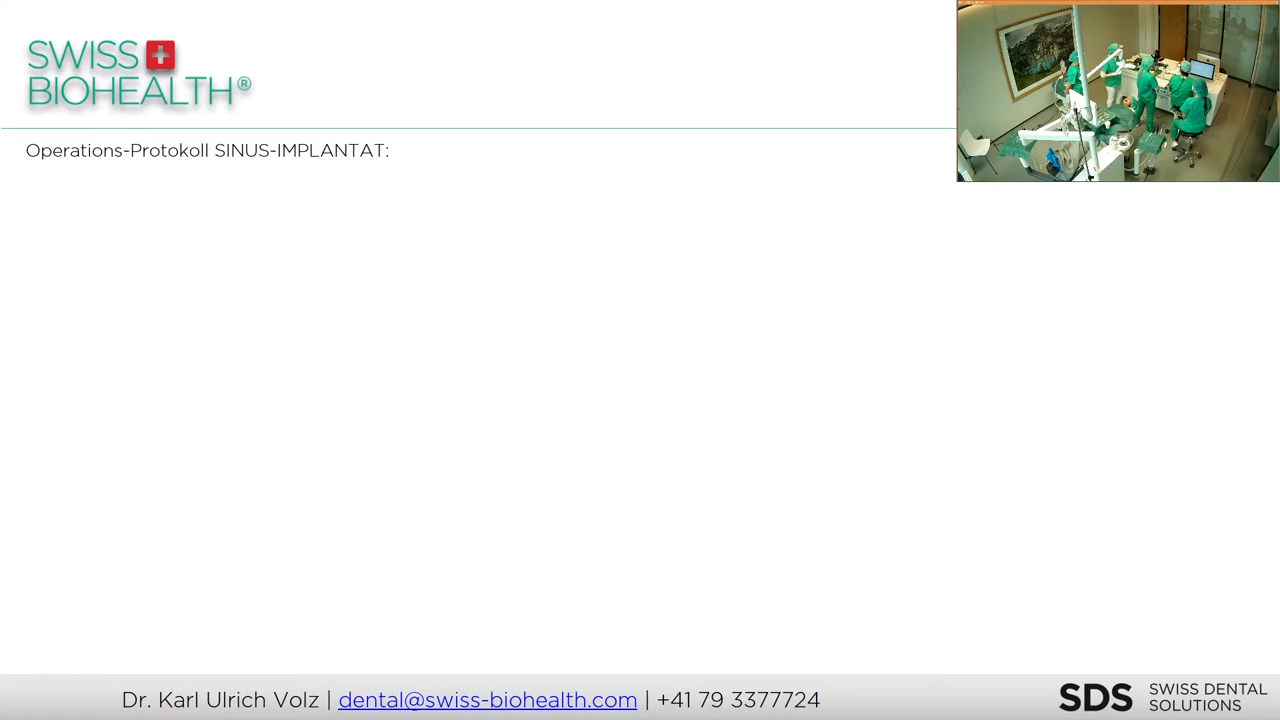 SWISS
BIOHEALTH®
Operations-Protokoll SINUS-IMPLANTAT:
Dr. Karl Ulrich Volz | dental@swiss-biohealth.com | +41 79 3377724
SDS SWISS DENTAL
SOLUTIONS